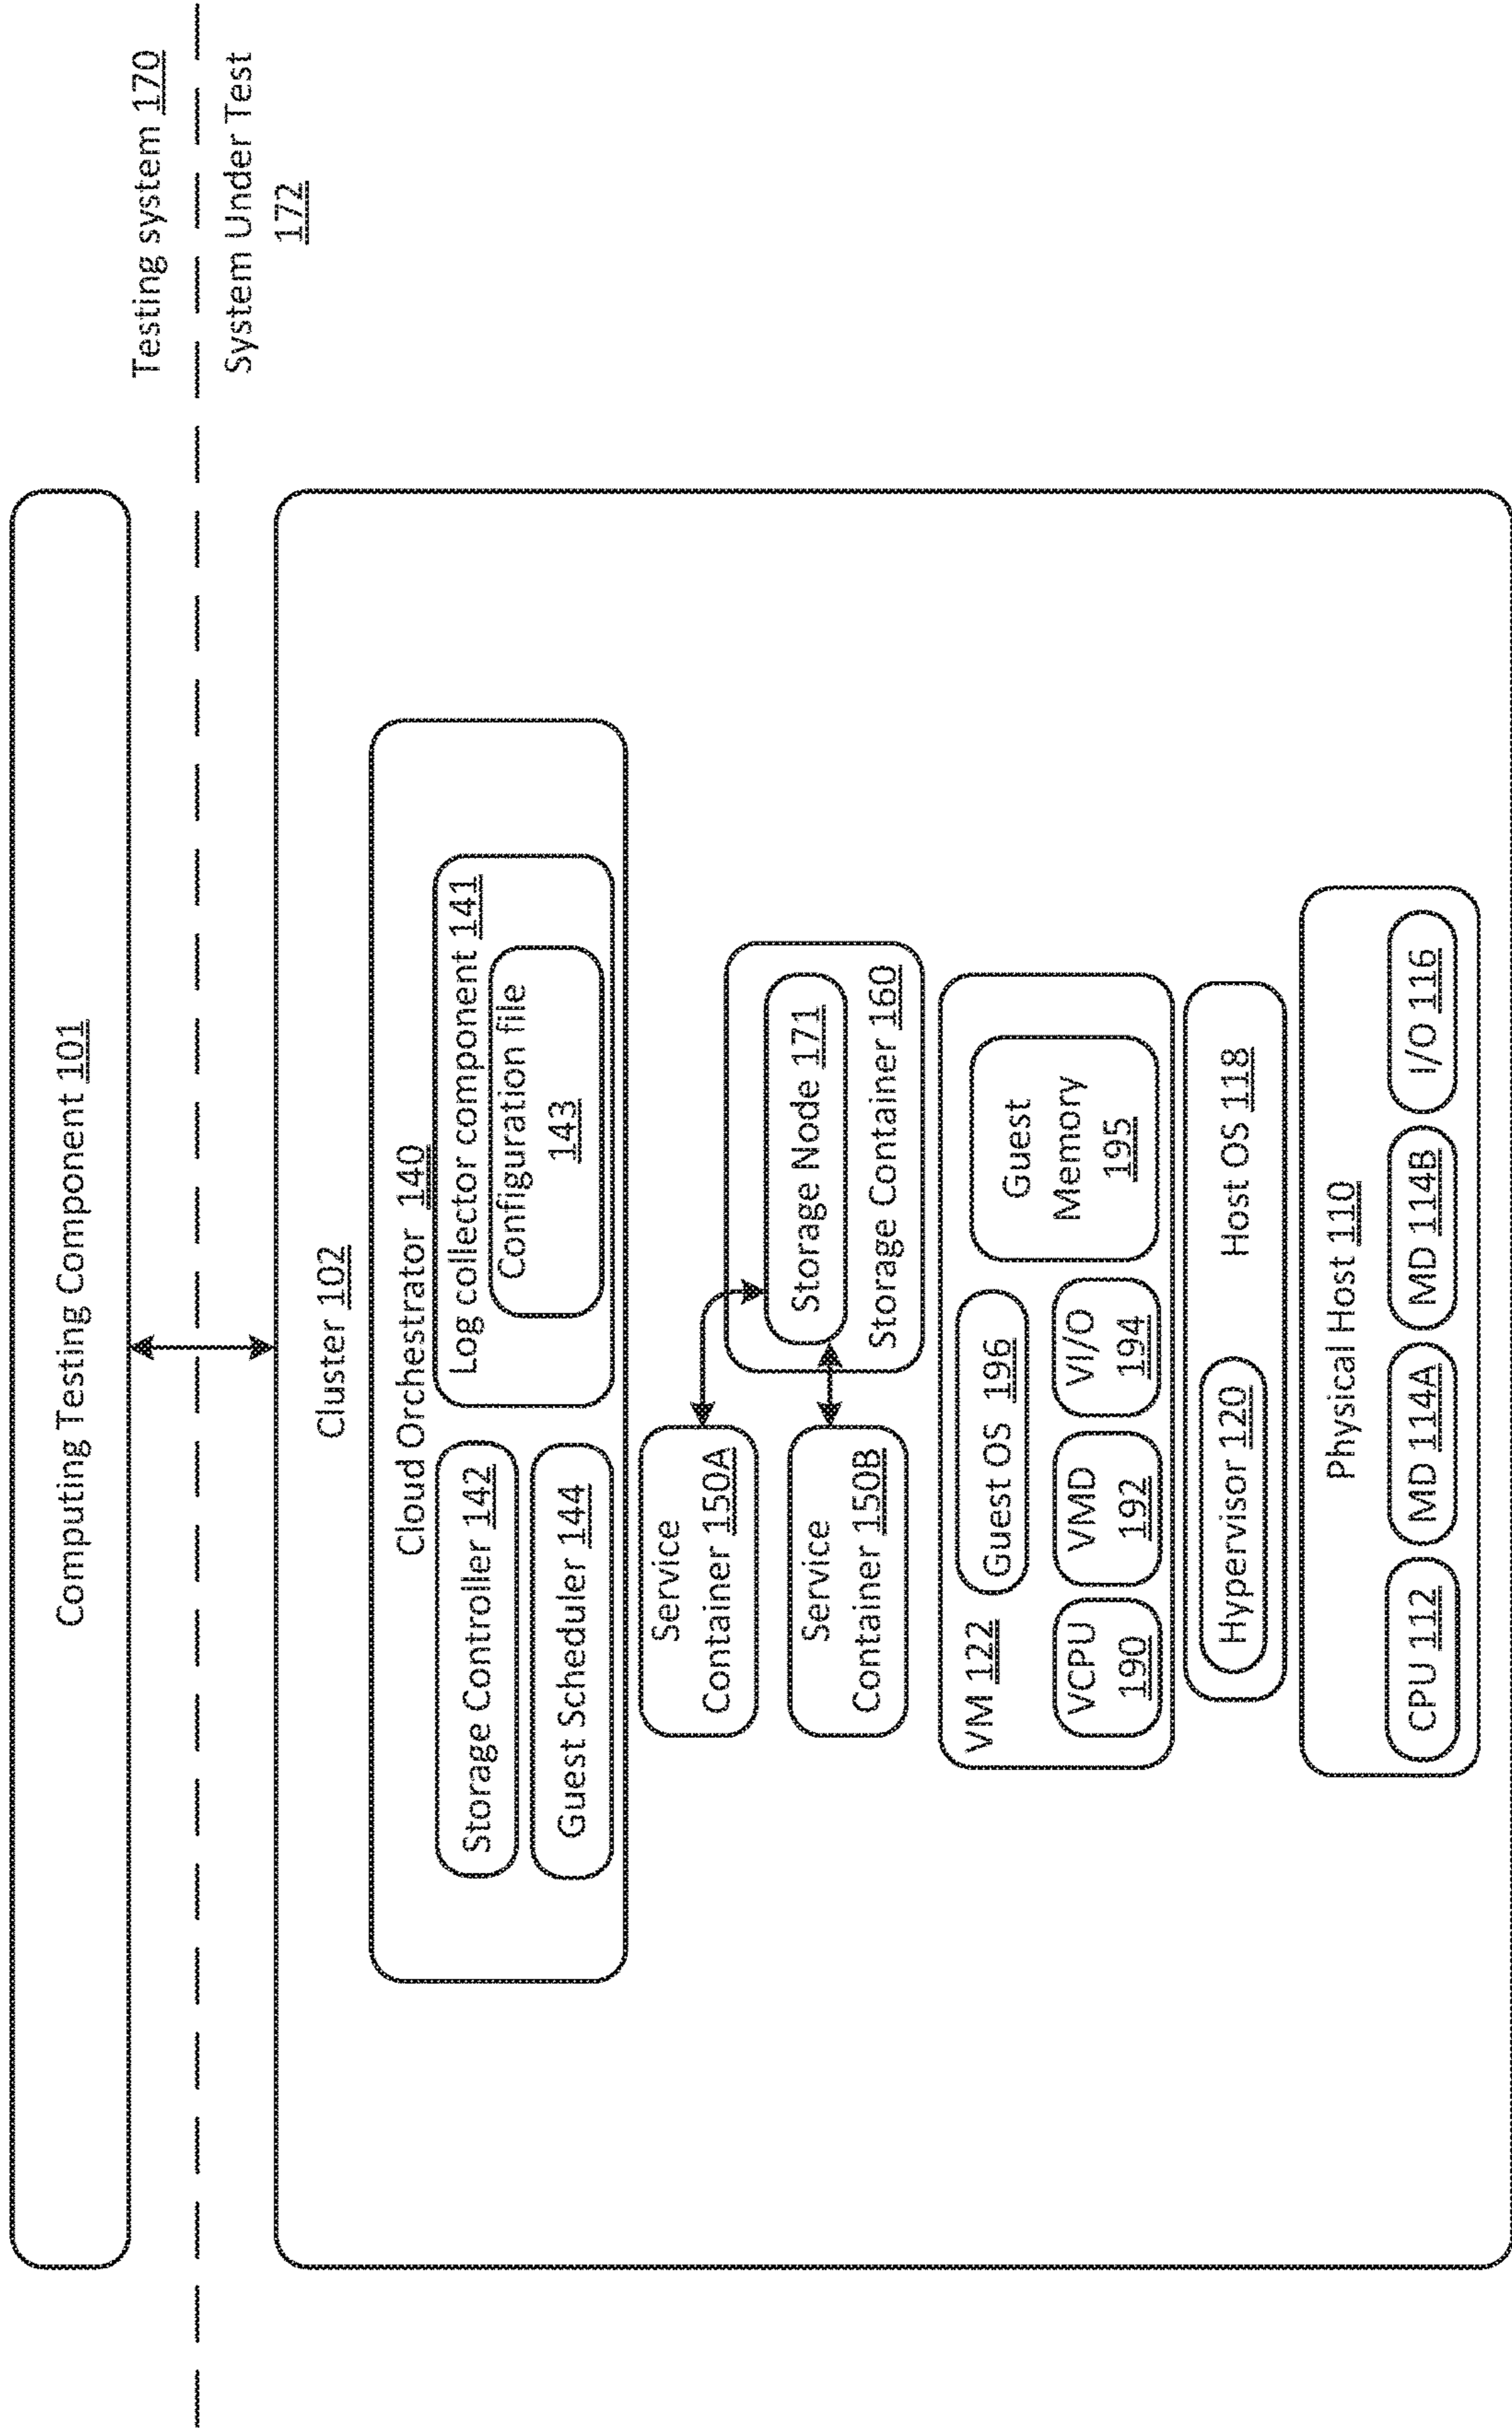 Computing Testing Component 101
Testing system 170
System Under Test
172
Cluster 102
Cloud Orchestrator 140
Storage Controller 142
Guest Scheduler 144
Log collector component 141
Configuration file
143
Service
Container 150A
Service
Container 150B
Storage Node 171
Storage Container 160
VM 122
Guest OS 196
VCPU
190
VMD
192
VI/O
194
Guest
Memory
195
Hypervisor 120
Host OS 118
Physical Host 110
CPU 112
MD 114A
MD 114B
I/O 116